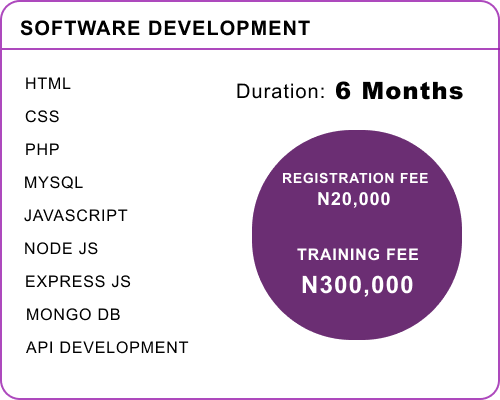 SOFTWARE DEVELOPMENT
HTML
CSS
PHP
MYSQL
JAVASCRIPT
NODE JS
EXPRESS JS
MONGO DB
API DEVELOPMENT
Duration: 6 Months
REGISTRATION FEE
N20,000
TRAINING FEE
N300,000